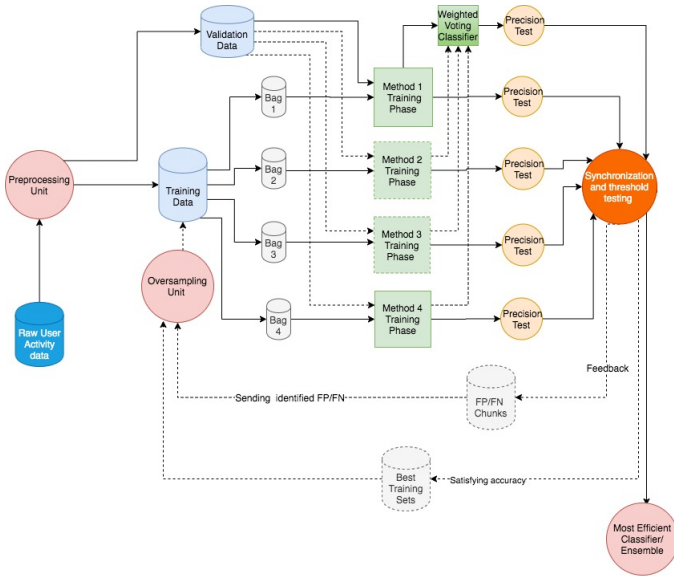 Weighted
Voting
Classifier
Precision
Test
Validation
Data
Bag
1
Method 1
Training
Phase
Precision
Test
Preprocessing
Unit
Training
Data
Bag
2
Method 2
Training
Phase
Precision
Test
Synchronization
and threshold
testing
Bag
3
Method 3
Training
Phase
Precision
Test
Oversampling
Unit
Bag
4
Method 4
Training
Phase
Precision
Test
Raw User
Activity
data
Feedback
Sending identified FP/FN
FP/FN
Chunks
Best
Training
Sets
Satisfying accuracy
Most Efficient
Classifier/
Ensemble